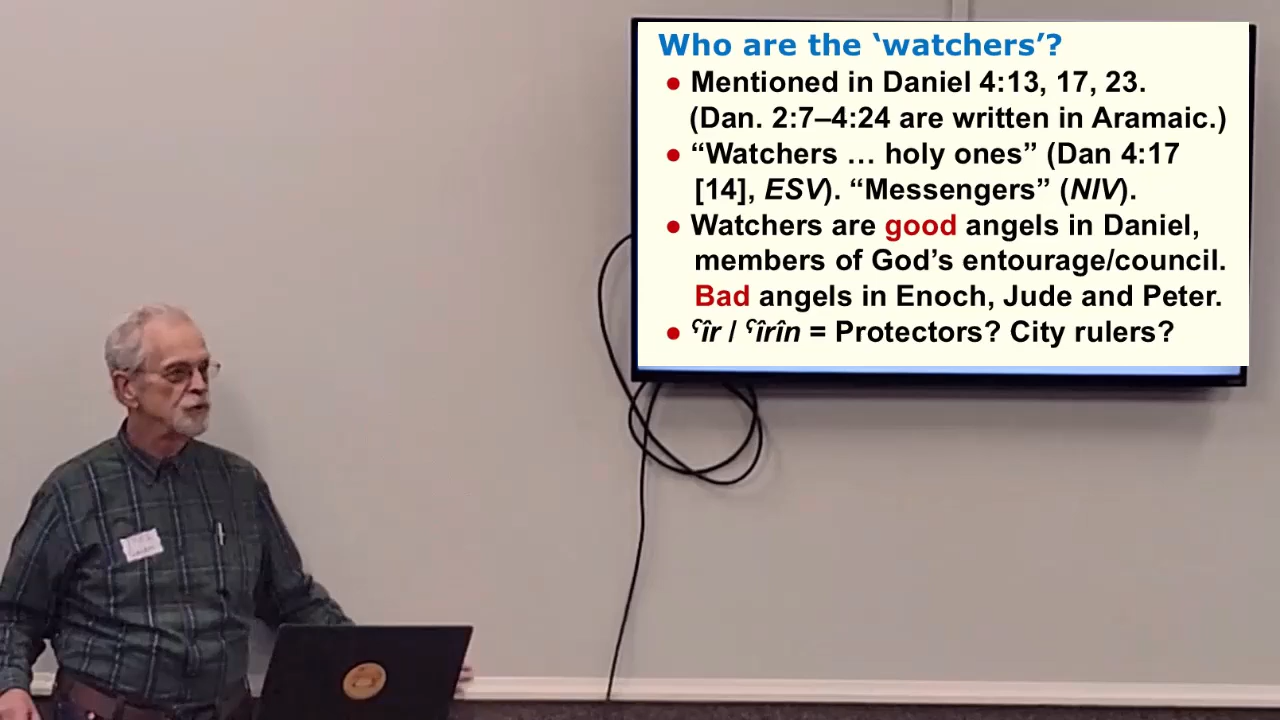 Who are the ‘watchers’?
● Mentioned in Daniel 4:13, 17, 23.
(Dan. 2:7–4:24 are written in Aramaic.)
● “Watchers … holy ones” (Dan 4:17
[14], ESV). “Messengers” (NIV).
● Watchers are good angels in Daniel,
members of God’s entourage/council.
Bad angels in Enoch, Jude and Peter.
● ʿîr / ʿîrîn = Protectors? City rulers?